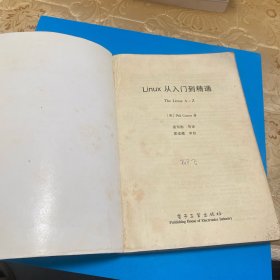 Linux 从入门到精通
The Linux A—Z
[英] Phil Cornes 著
电子工业出版社
Publishing House of Electronics Industry